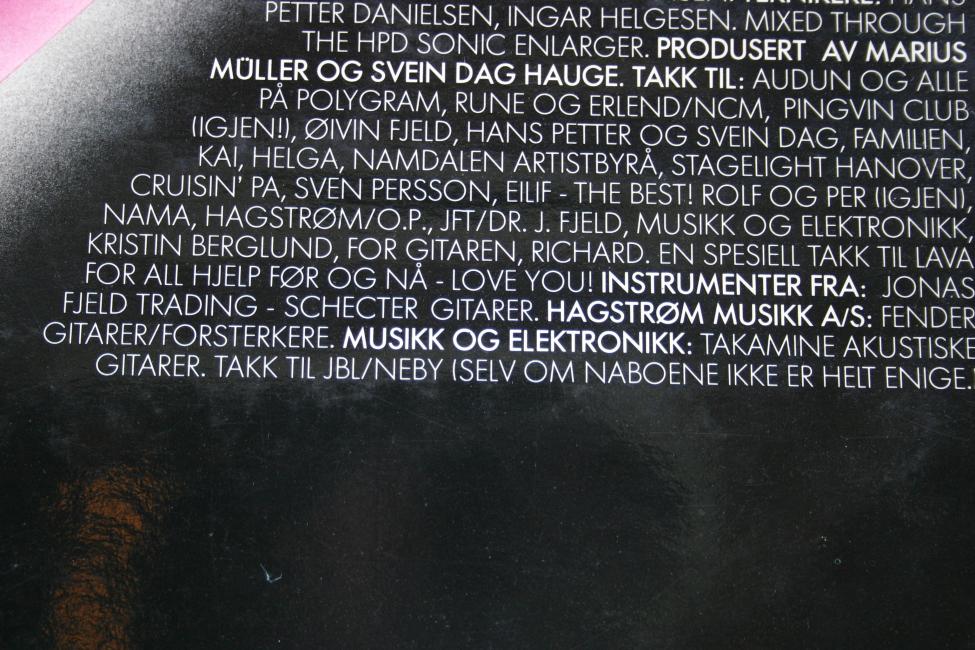 TEKNIKERE: HANS
PETTER DANIELSEN, INGAR HELGESEN. MIXED THROUGH
THE HPD SONIC ENLARGER. PRODUSERT AV MARIUS
MÜLLER OG SVEIN DAG HAUGE. TAKK TIL: AUDUN OG ALLE
PÅ POLYGRAM, RUNE OG ERLEND/NCM, PINGVIN CLUB
(IGJEN!), ØIVIN FJELD, HANS PETTER OG SVEIN DAG, FAMILIEN,
KAI, HELGA, NAMDALEN ARTISTBYRÅ, STAGELIGHT HANOVER,
CRUISIN' PA, SVEN PERSSON, EILIF - THE BEST! ROLF OG PER (IGJEN),
NAMA, HAGSTRØM/O.P., JFT/DR. J. FJELD, MUSIKK OG ELEKTRONIKK,
KRISTIN BERGLUND, FOR GITAREN, RICHARD. EN SPESIELL TAKK TIL LAVA
FOR ALL HJELP FØR OG NÅ - LOVE YOU! INSTRUMENTER FRA: JONAS
FJELD TRADING - SCHECTER GITARER. HAGSTRØM MUSIKK A/S: FENDER
GITARER/FORSTERKERE. MUSIKK OG ELEKTRONIKK: TAKAMINE AKUSTISKE
GITARER. TAKK TIL JBL/NEBY (SELV OM NABOENE IKKE ER HELT ENIGE.